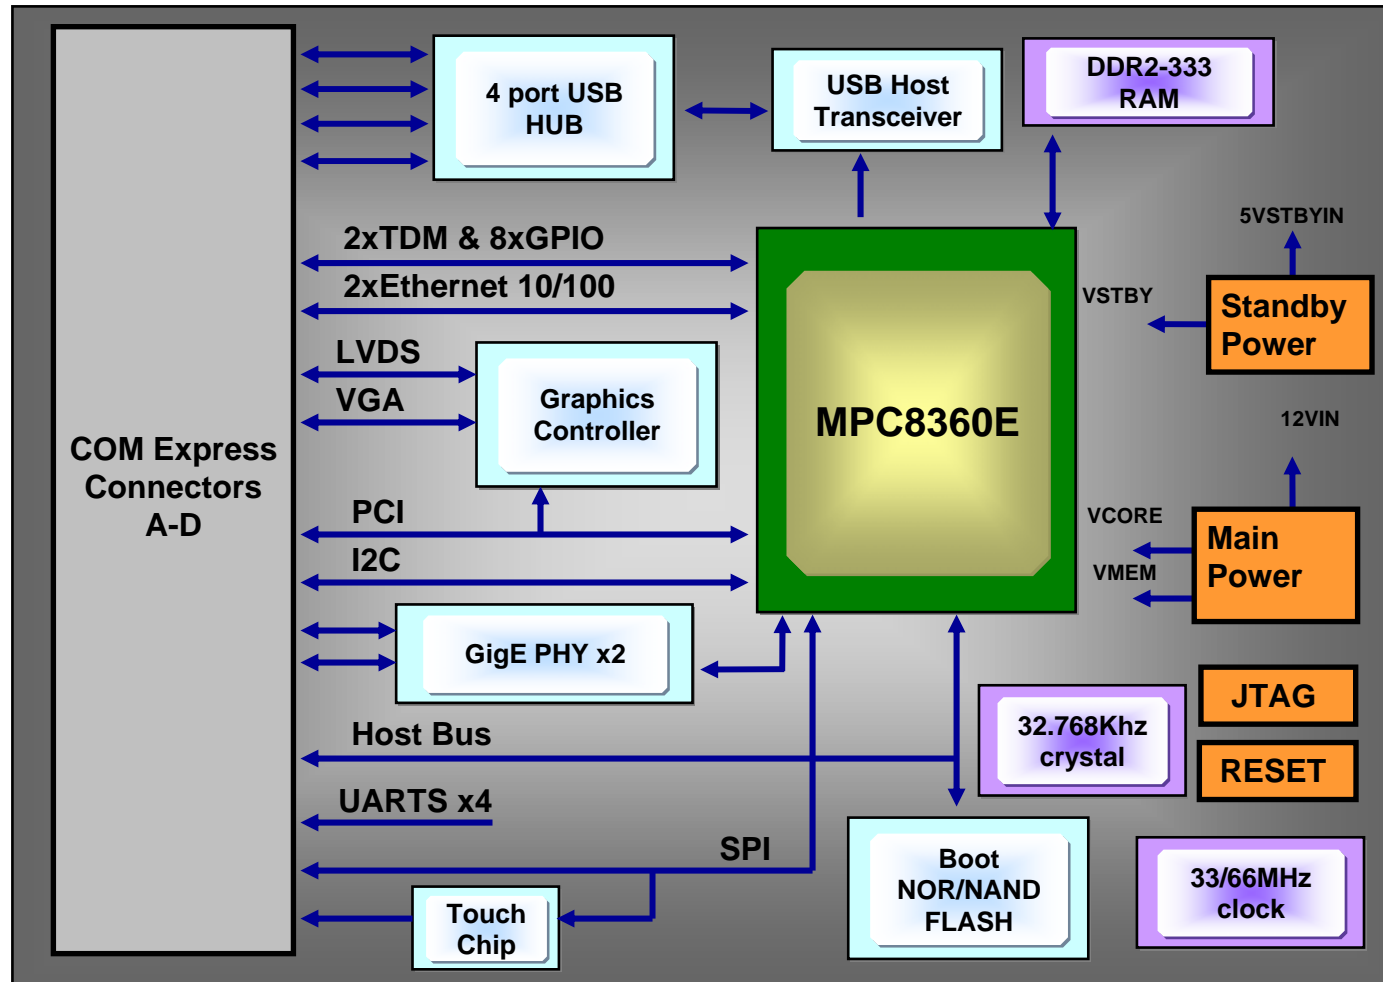 4 port USB
HUB
USB Host
Transceiver
DDR2-333
RAM
5VSTBYIN
2xTDM & 8xGPIO
2xEthernet 10/100
VSTBY
Standby
Power
LVDS
VGA
Graphics
Controller
MPC8360E
12VIN
COM Express
Connectors
A-D
PCI
I2C
VCORE
VMEM
Main
Power
GigE PHY x2
JTAG
32.768Khz
crystal
RESET
Host Bus
UARTS x4
SPI
Boot
NOR/NAND
FLASH
33/66MHz
clock
Touch
Chip